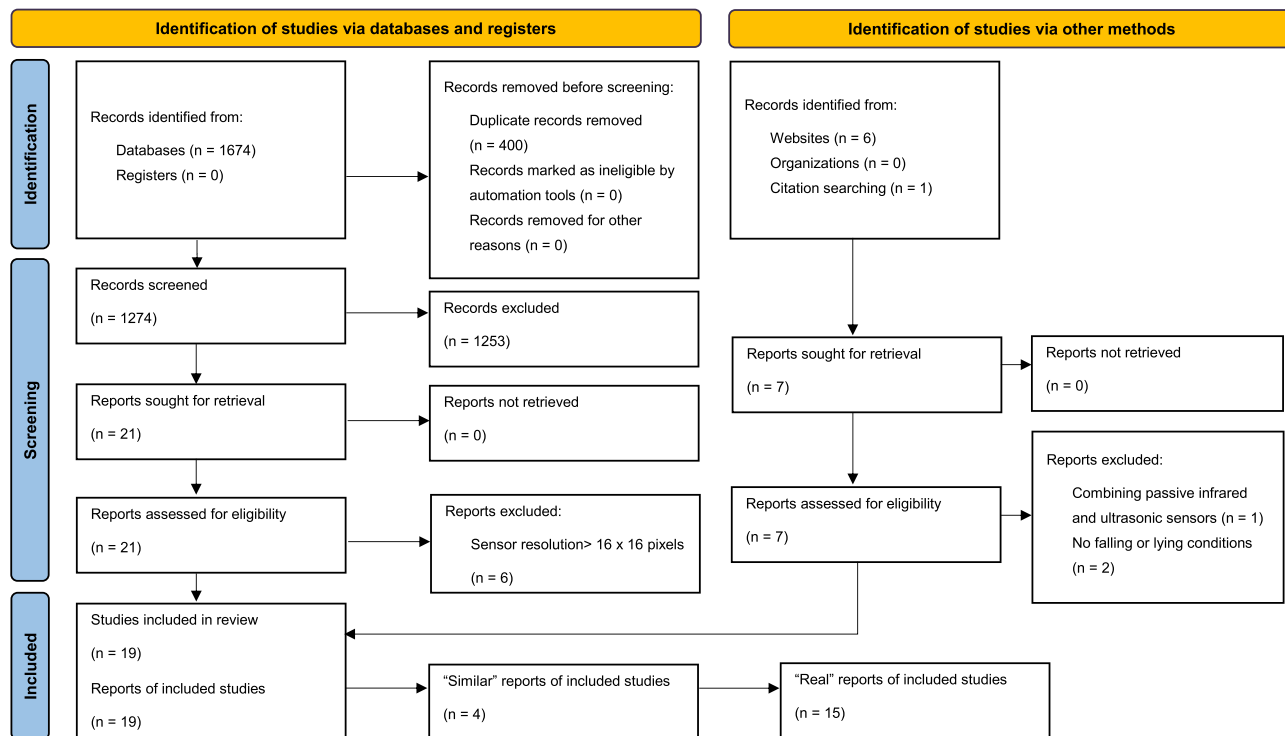 Identification of studies via databases and registers
Identification of studies via other methods
Identification
Records identified from:
Databases (n = 1674)
Registers (n = 0)
Records removed before screening:
Duplicate records removed
(n = 400)
Records marked as ineligible by
automation tools (n = 0)
Records removed for other
reasons (n = 0)
Records identified from:
Websites (n = 6)
Organizations (n = 0)
Citation searching (n = 1)
Screening
Records screened
(n = 1274)
Records excluded
(n = 1253)
Reports sought for retrieval
(n = 21)
Reports not retrieved
(n = 0)
Reports sought for retrieval
(n = 7)
Reports not retrieved
(n = 0)
Reports assessed for eligibility
(n = 21)
Reports excluded:
Sensor resolution> 16 x 16 pixels
(n = 6)
Reports assessed for eligibility
(n = 7)
Reports excluded:
Combining passive infrared
and ultrasonic sensors (n = 1)
No falling or lying conditions
(n = 2)
Included
Studies included in review
(n = 19)
Reports of included studies
(n = 19)
“Similar” reports of included studies
(n = 4)
“Real” reports of included studies
(n = 15)